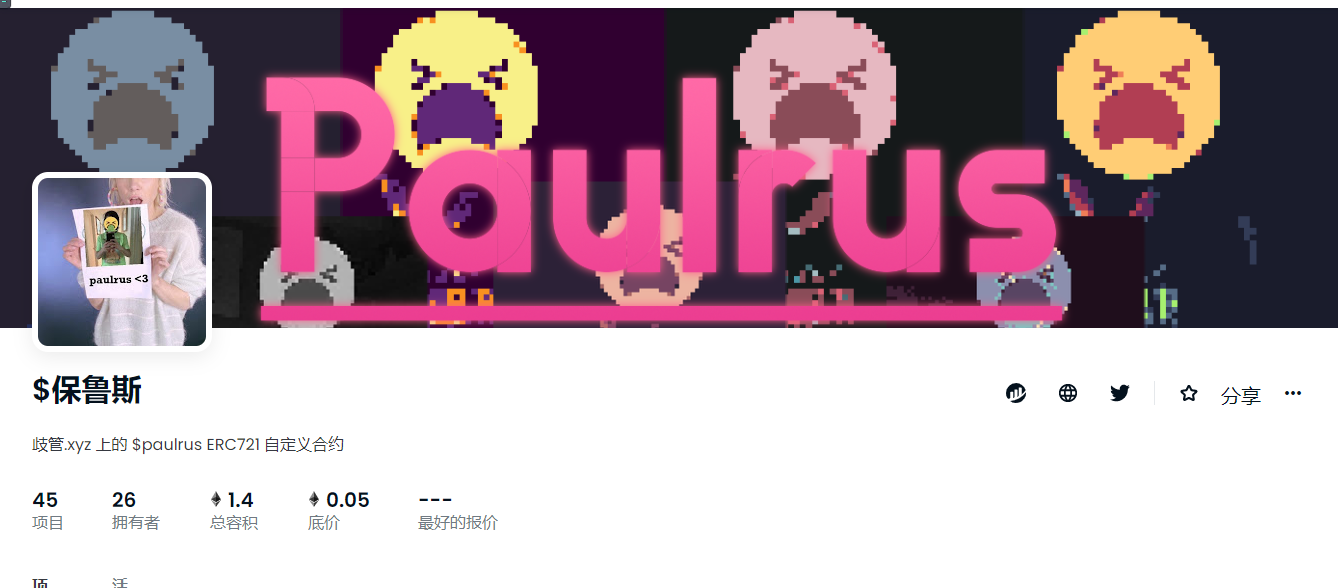 Paulrus
paulrus <3
$保鲁斯
分享
歧管.xyz 上的 $paulrus ERC721 自定义合约
45 26 1.4 0.05 ---
项目 拥有者 总容积 底价 最好的报价